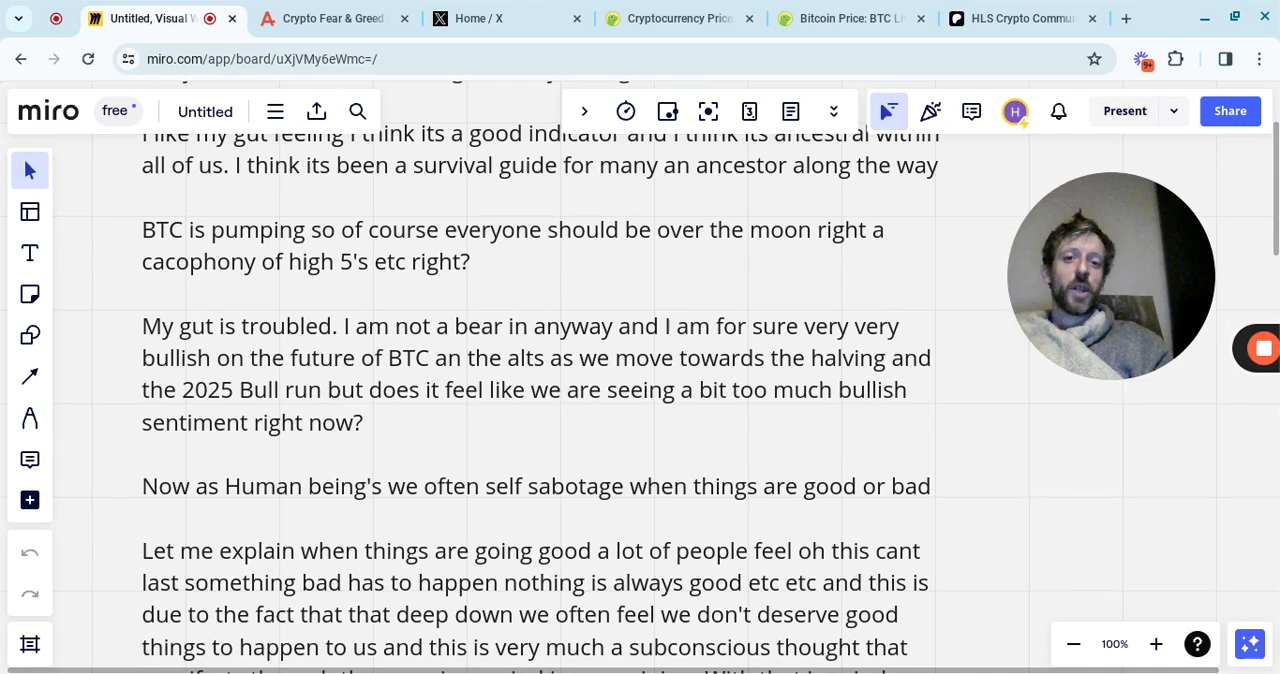 Untitled, Visual W
Crypto Fear & Greed
Home / X
Cryptocurrency Price
Bitcoin Price: BTC Li
HLS Crypto Commu
miro.com/app/board/uXjVMy6eWmc=/
9+
miro
free
Untitled
H
Present
Share
I like my gut feeling I think its a good indicator and I think its ancestral within
all of us. I think its been a survival guide for many an ancestor along the way
BTC is pumping so of course everyone should be over the moon right a
cacophony of high 5's etc right?
My gut is troubled. I am not a bear in anyway and I am for sure very very
bullish on the future of BTC an the alts as we move towards the halving and
the 2025 Bull run but does it feel like we are seeing a bit too much bullish
sentiment right now?
Now as Human being's we often self sabotage when things are good or bad
Let me explain when things are going good a lot of people feel oh this cant
last something bad has to happen nothing is always good etc etc and this is
due to the fact that that deep down we often feel we don't deserve good
things to happen to us and this is very much a subconscious thought that
100%